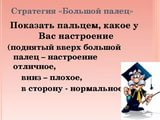 Стратегия «Большой палец»
Показать пальцем, какое у
Вас настроение
(поднятый вверх большой
палец – настроение
отличное,
вниз – плохое,
в сторону - нормальное)